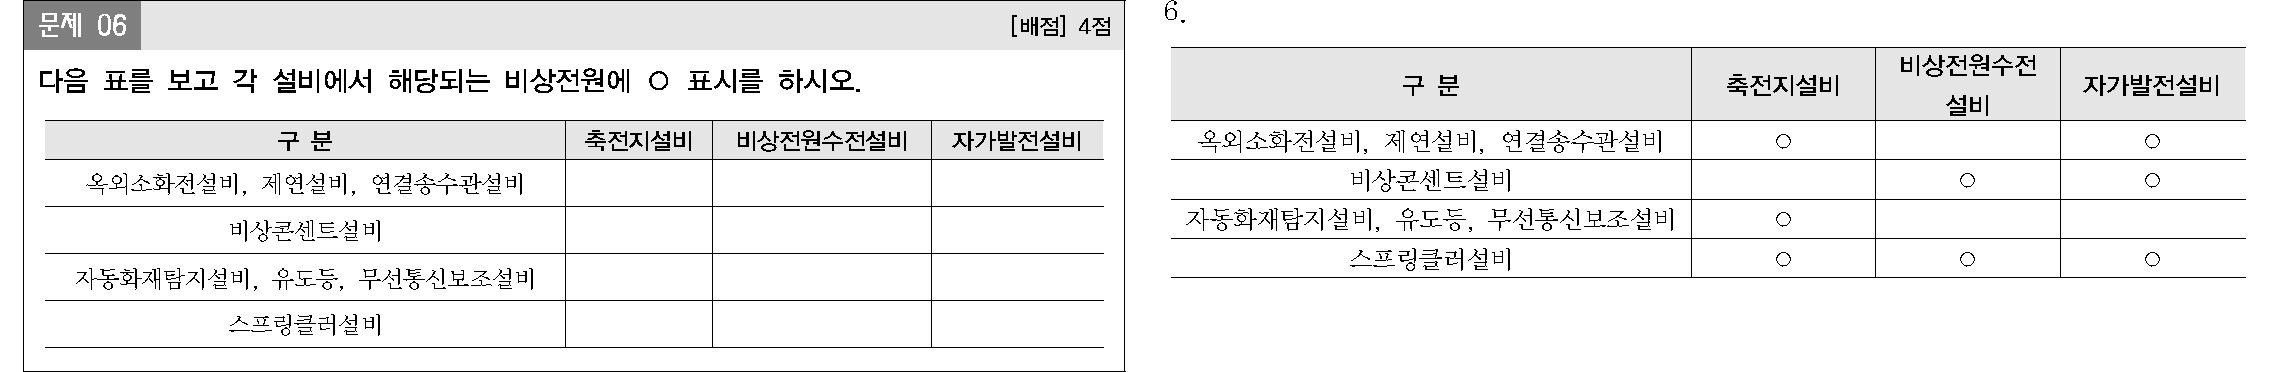 문제 06 [배점] 4점
다음 표를 보고 각 설비에서 해당되는 비상전원에 ○ 표시를 하시오.
구 분 축전지설비 비상전원수전설비 자가발전설비
옥외소화전설비, 제연설비, 연결송수관설비
비상콘센트설비
자동화재탐지설비, 유도등, 무선통신보조설비
스프링클러설비
6.
구 분 축전지설비 비상전원수전
설비 자가발전설비
옥외소화전설비, 제연설비, 연결송수관설비 ○ ○
비상콘센트설비 ○ ○
자동화재탐지설비, 유도등, 무선통신보조설비 ○
스프링클러설비 ○ ○ ○